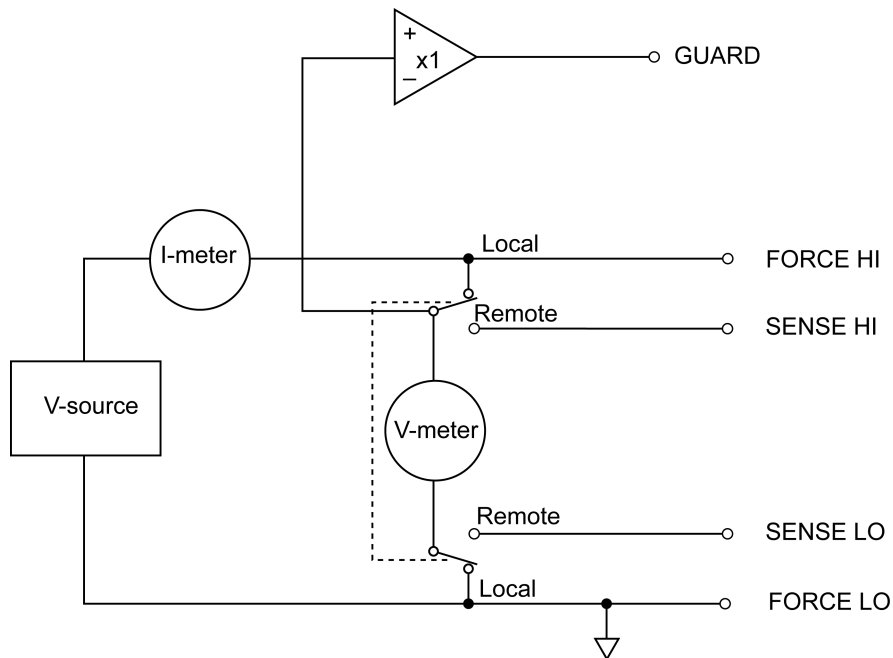 +
x1
–
GUARD
I-meter
Local
FORCE HI
Remote
SENSE HI
V-source
V-meter
Remote
SENSE LO
Local
FORCE LO